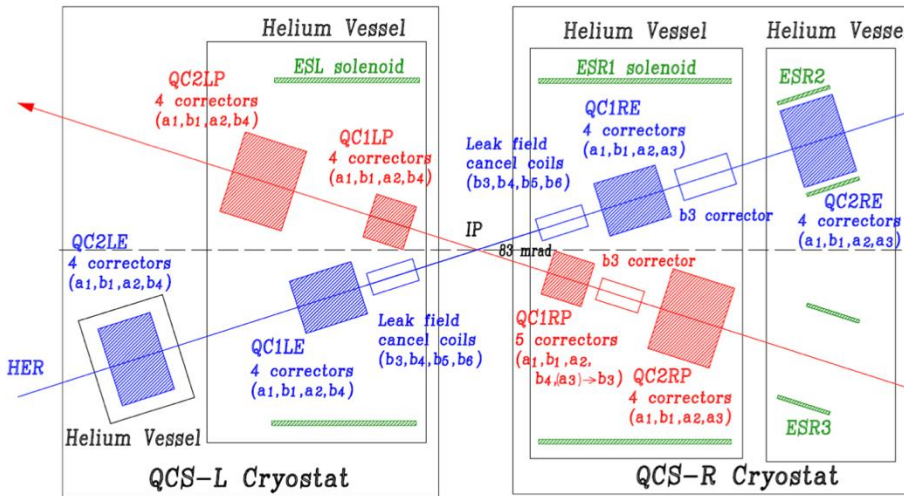 Helium Vessel
ESL solenoid
QC2LP
4 correctors
(a1,b1,a2,b4)
QC1LP
4 correctors
(a1,b1,a2,b4)
QC2LE
4 correctors
(a1,b1,a2,b4)
HER
QC1LE
4 correctors
(a1,b1,a2,b4)
Leak field
cancel coils
(b3,b4,b5,b6)
Helium Vessel
QCS-L Cryostat
IP
83 mrad
Helium Vessel
Helium Vessel
ESR1 solenoid
ESR2
QC1RE
4 correctors
(a1,b1,a2,a3)
Leak field
cancel coils
(b3,b4,b5,b6)
b3 corrector
QC2RE
4 correctors
(a1,b1,a2,a3)
b3 corrector
QC1RP
5 correctors
(a1,b1,a2,
b4,(a3)→b3)
QC2RP
4 correctors
(a1,b1,a2,a3)
ESR3
QCS-R Cryostat